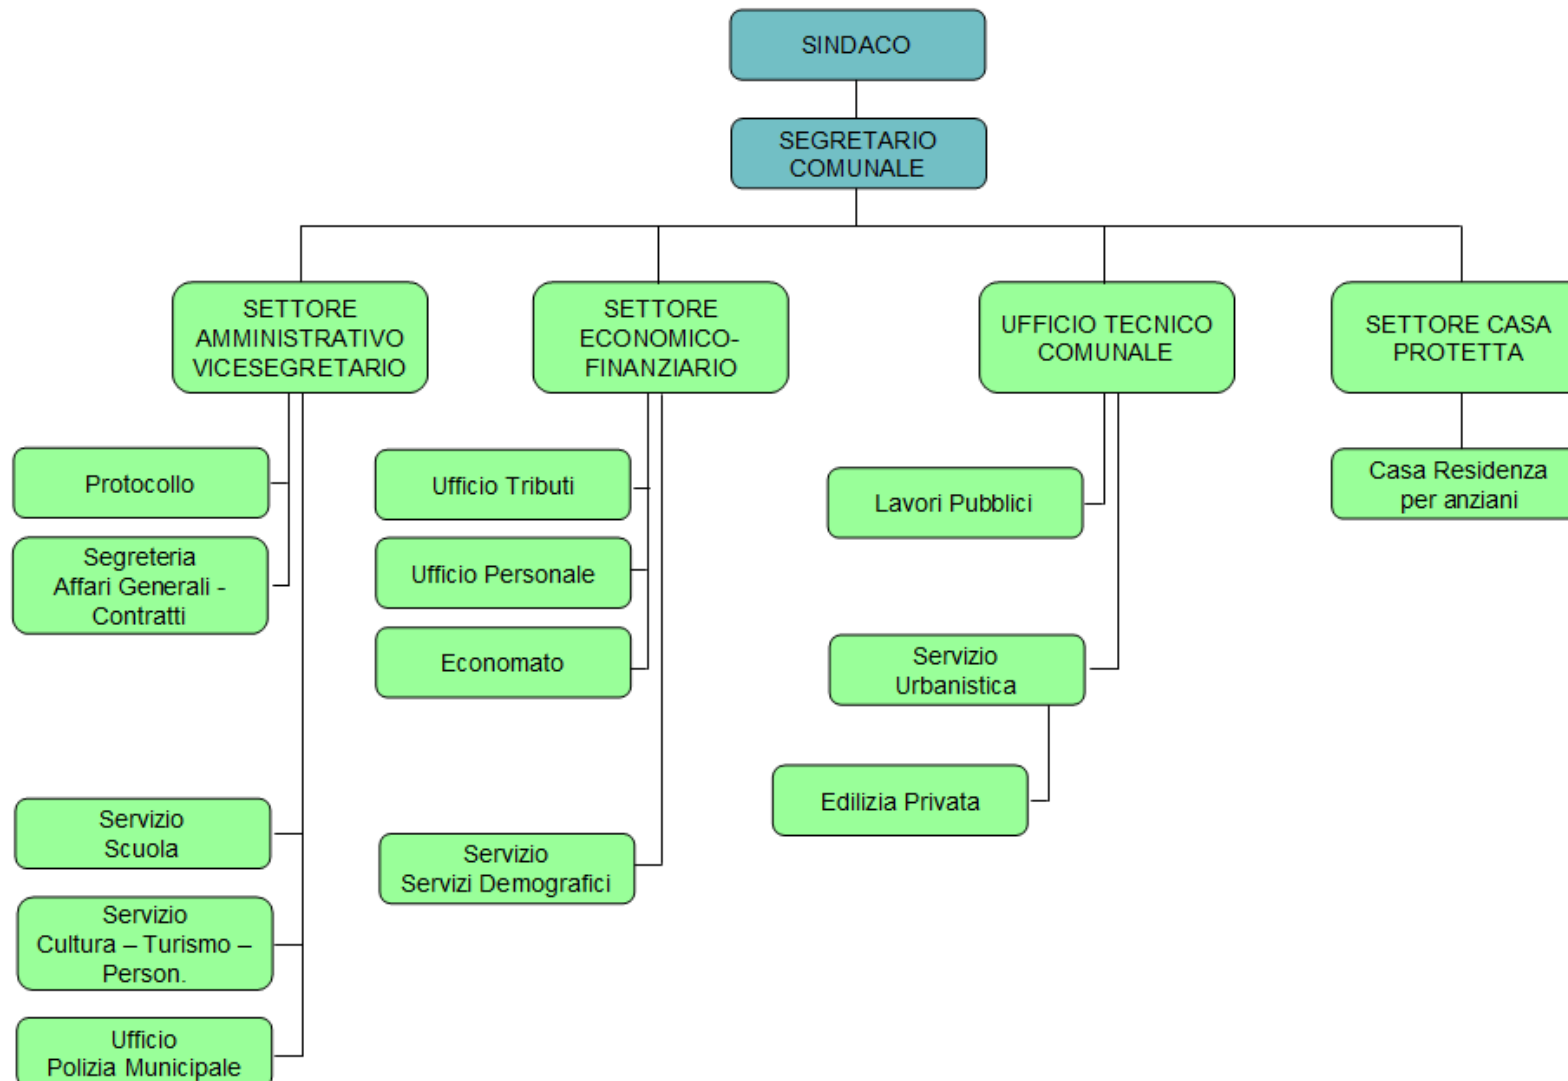 SINDACO
SEGRETARIO
COMUNALE
SETTORE
AMMINISTRATIVO
VICESEGRETARIO
SETTORE
ECONOMICO-
FINANZIARIO
UFFICIO TECNICO
COMUNALE
SETTORE CASA
PROTETTA
Protocollo
Segreteria
Affari Generali -
Contratti
Servizio
Scuola
Servizio
Cultura – Turismo –
Person.
Ufficio
Polizia Municipale
Ufficio Tributi
Ufficio Personale
Economato
Servizio
Servizi Demografici
Lavori Pubblici
Servizio
Urbanistica
Edilizia Privata
Casa Residenza
per anziani